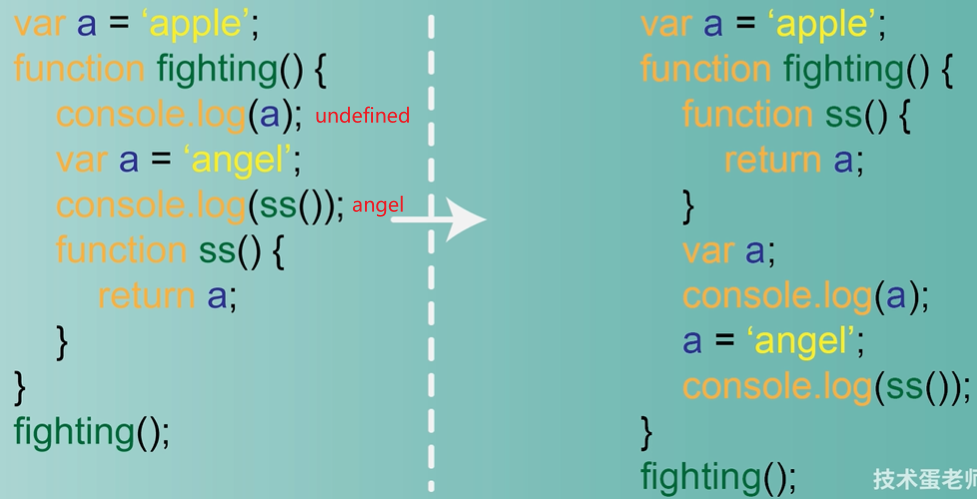 var a = ‘apple’;
function fighting() {
console.log(a); undefined
var a = ‘angel’;
console.log(ss()); angel
function ss() {
return a;
}
}
fighting();
var a = ‘apple’;
function fighting() {
function ss() {
return a;
}
var a;
console.log(a);
a = ‘angel’;
console.log(ss());
}
fighting();
技术蛋老师